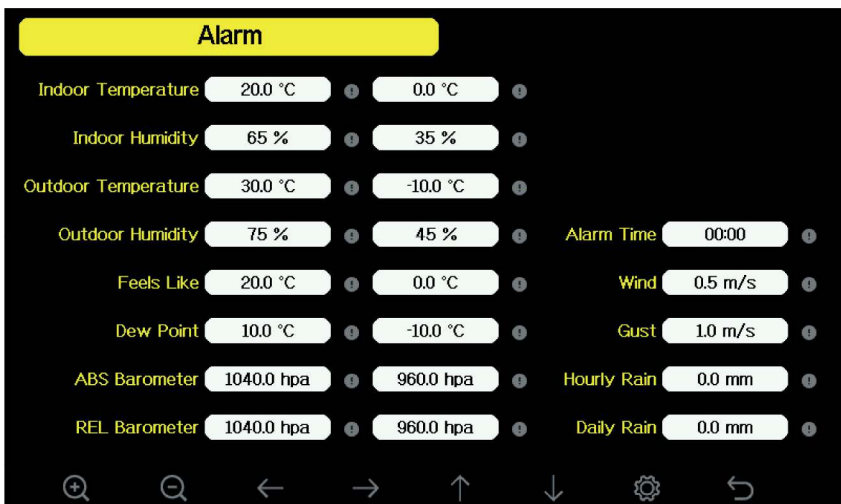 Alarm
Indoor Temperature 20.0 °C 0.0 °C
Indoor Humidity 65 % 35 %
Outdoor Temperature 30.0 °C -10.0 °C
Outdoor Humidity 75 % 45 % Alarm Time 00:00
Feels Like 20.0 °C 0.0 °C Wind 0.5 m/s
Dew Point 10.0 °C -10.0 °C Gust 1.0 m/s
ABS Barometer 1040.0 hpa 960.0 hpa Hourly Rain 0.0 mm
REL Barometer 1040.0 hpa 960.0 hpa Daily Rain 0.0 mm